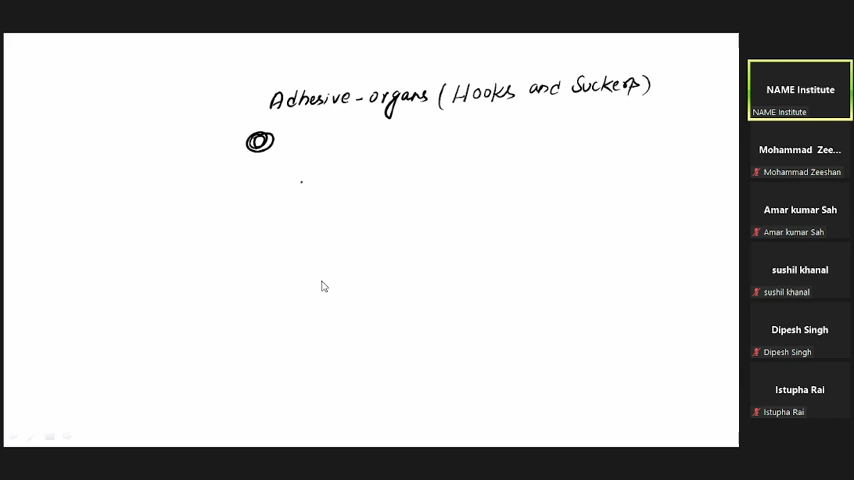 Adhesive-organs (Hooks and Suckers)
NAME Institute
NAME Institute
Mohammad Zee...
Mohammad Zeeshan
Amar kumar Sah
Amar kumar Sah
sushil khanal
sushil khanal
Dipesh Singh
Dipesh Singh
Istupha Rai
Istupha Rai